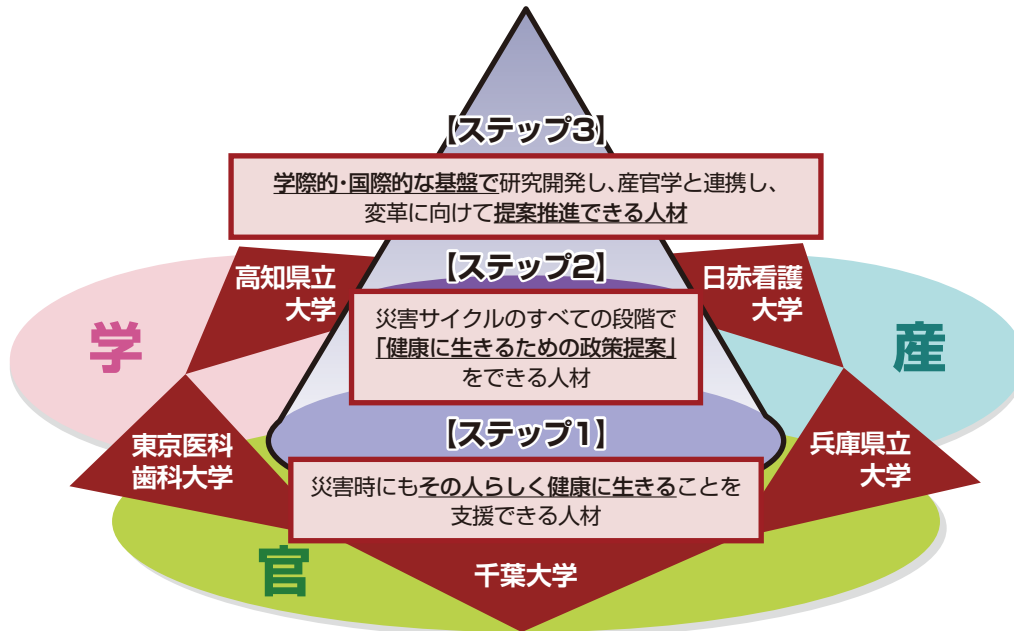 【ステップ3】
学際的・国際的な基盤で研究開発し、産官学と連携し、
変革に向けて提案推進できる人材
高知県立
大学
【ステップ2】
日赤看護
大学
災害サイクルのすべての段階で
「健康に生きるための政策提案」
をできる人材
学
産
【ステップ1】
東京医科
歯科大学
兵庫県立
大学
災害時にもその人らしく健康に生きることを
支援できる人材
官
千葉大学